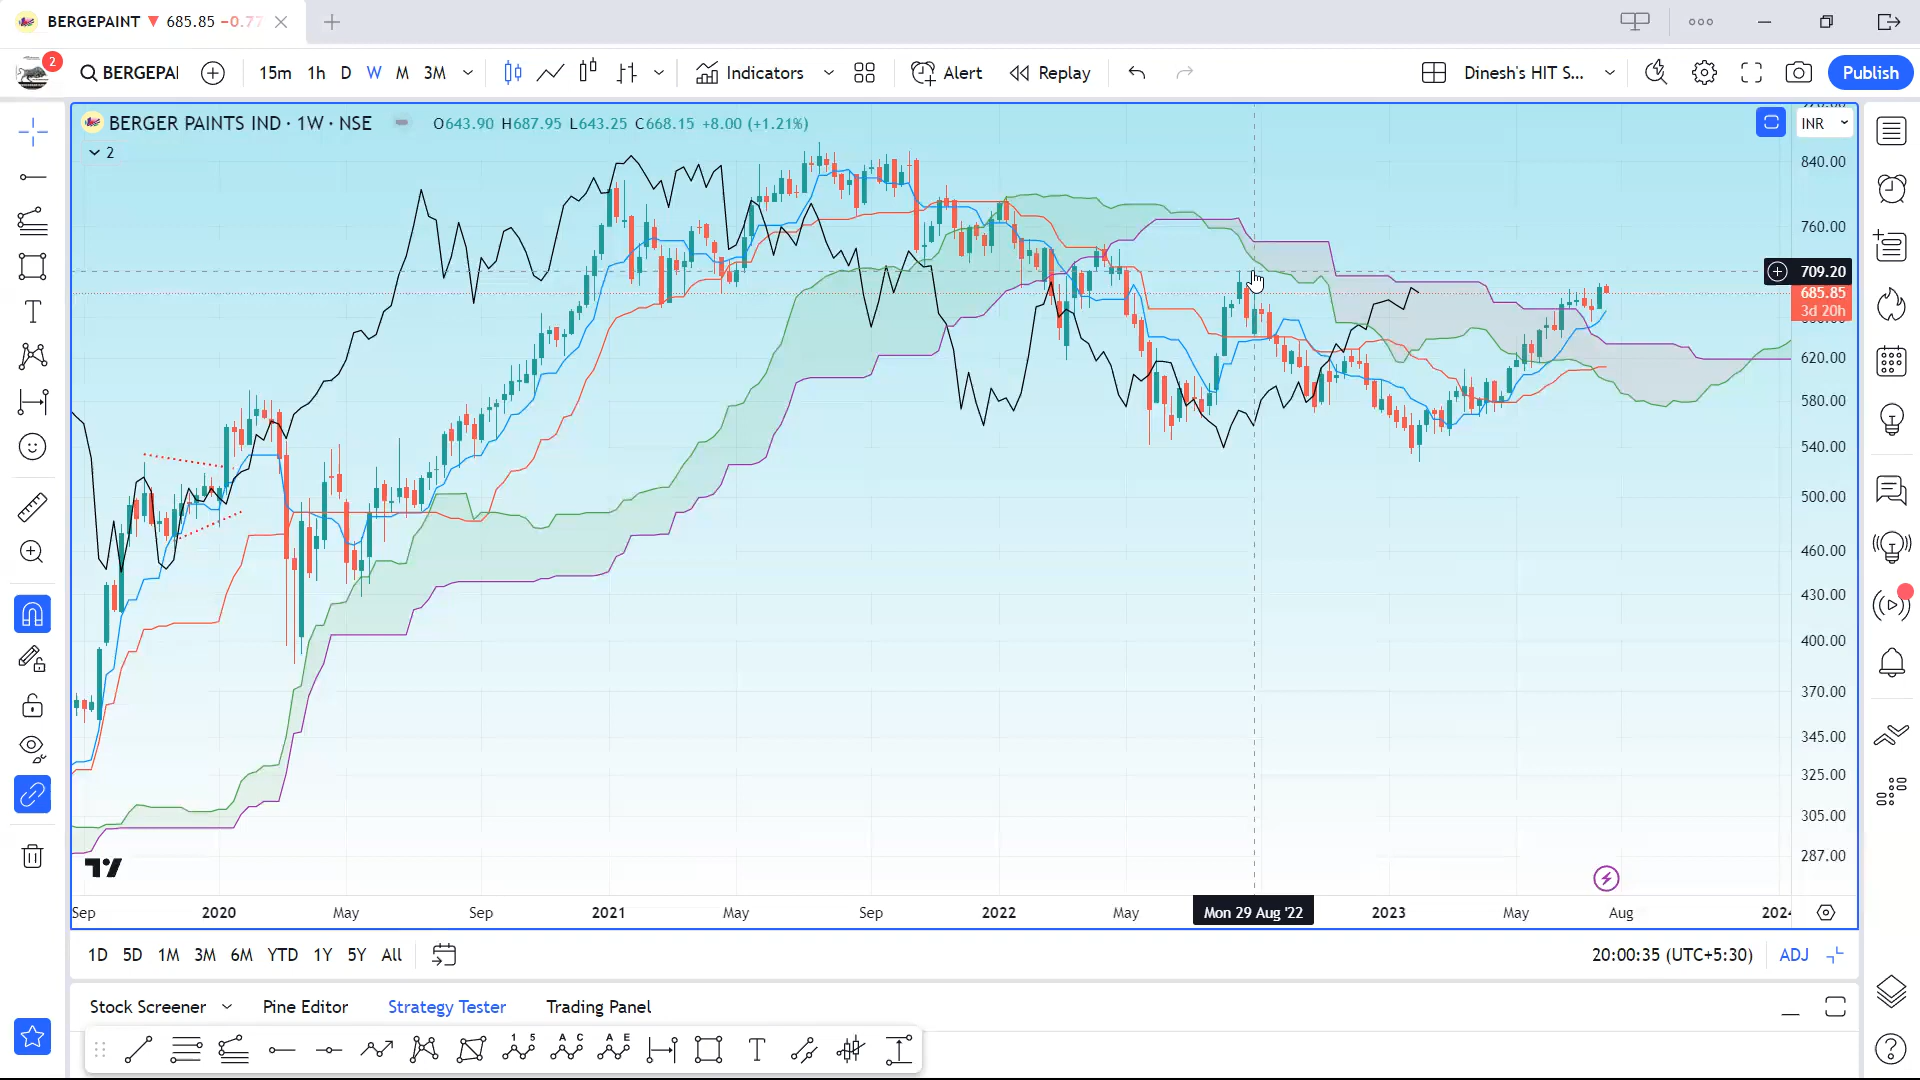 BERGEPAINT ▼ 685.85 −0.77
2 BERGEPAI 15m 1h D W M 3M Indicators Alert Replay Dinesh's HIT S... Publish
BERGER PAINTS IND · 1W · NSE O643.90 H687.95 L643.25 C668.15 +8.00 (+1.21%) INR
2
840.00
760.00
709.20
685.85
3d 20h
620.00
580.00
540.00
500.00
460.00
430.00
400.00
370.00
345.00
325.00
305.00
287.00
Sep 2020 May Sep 2021 May Sep 2022 May Mon 29 Aug '22 2023 May Aug 2024
1D 5D 1M 3M 6M YTD 1Y 5Y All 20:00:35 (UTC+5:30) ADJ
Stock Screener Pine Editor Strategy Tester Trading Panel
T